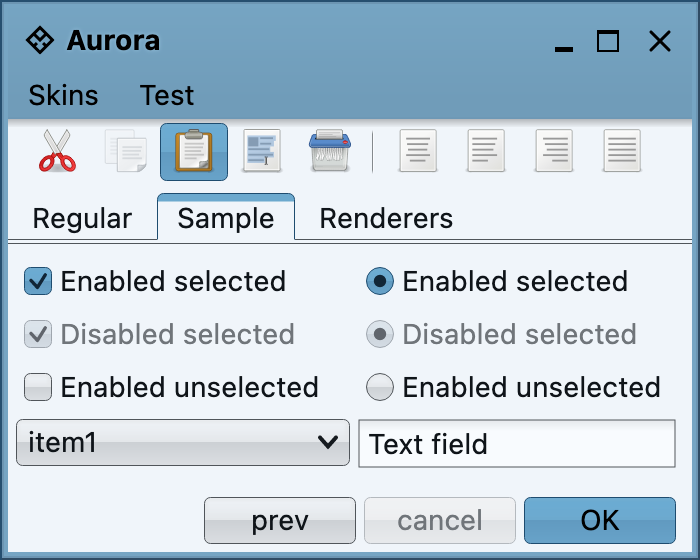 Aurora
Skins Test
Regular Sample Renderers
Enabled selected Enabled selected
Disabled selected Disabled selected
Enabled unselected Enabled unselected
item1 Text field
prev cancel OK